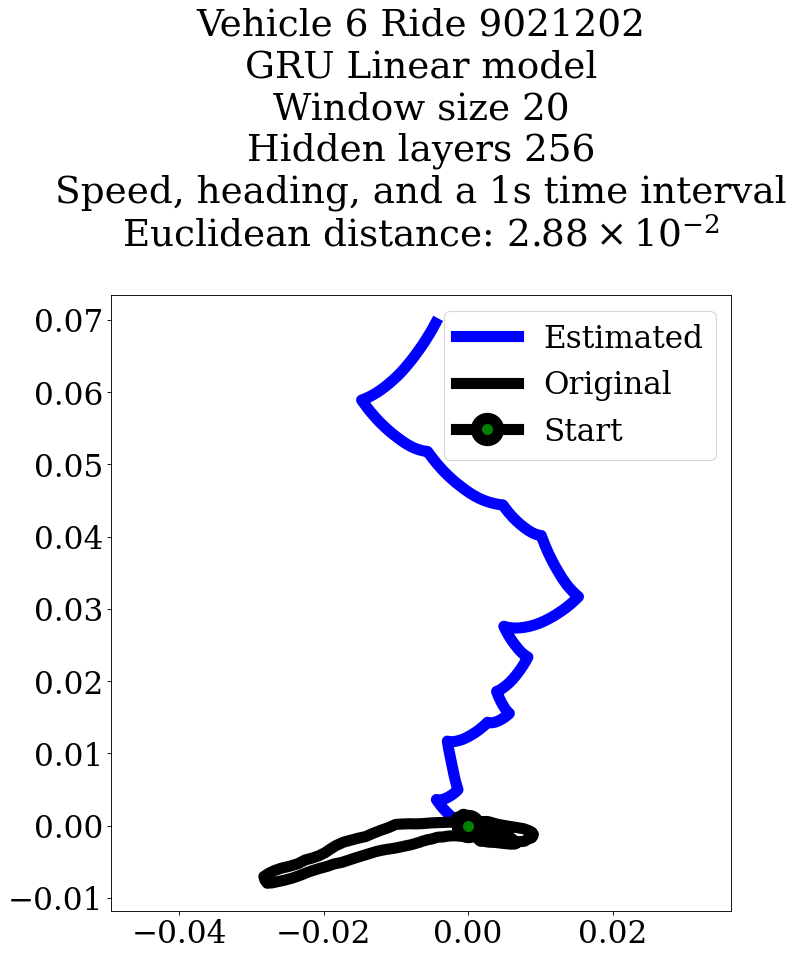 Vehicle 6 Ride 9021202
GRU Linear model
Window size 20
Hidden layers 256
Speed, heading, and a 1s time interval
Euclidean distance: 2.88 × 10⁻²
Estimated
Original
Start
0.07
0.06
0.05
0.04
0.03
0.02
0.01
0.00
−0.01
−0.04 −0.02 0.00 0.02